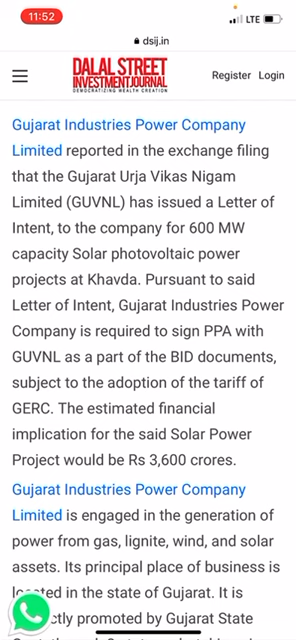 11:52
LTE
dsij.in
DALAL STREET
INVESTMENT JOURNAL
DEMOCRATIZING WEALTH CREATION
Register Login
Gujarat Industries Power Company
Limited reported in the exchange filing
that the Gujarat Urja Vikas Nigam
Limited (GUVNL) has issued a Letter of
Intent, to the company for 600 MW
capacity Solar photovoltaic power
projects at Khavda. Pursuant to said
Letter of Intent, Gujarat Industries Power
Company is required to sign PPA with
GUVNL as a part of the BID documents,
subject to the adoption of the tariff of
GERC. The estimated financial
implication for the said Solar Power
Project would be Rs 3,600 crores.
Gujarat Industries Power Company
Limited is engaged in the generation of
power from gas, lignite, wind, and solar
assets. Its principal place of business is
located in the state of Gujarat. It is
promoted by Gujarat State